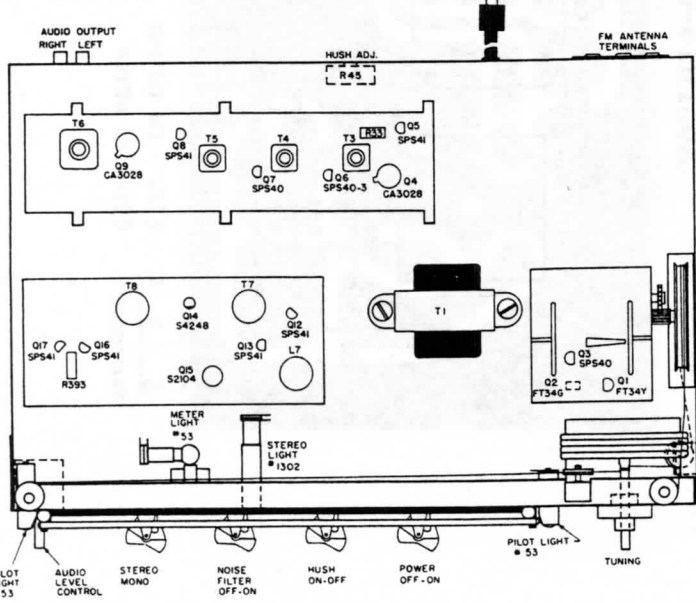 AUDIO OUTPUT
RIGHT LEFT
HUSH ADJ.
R45
FM ANTENNA
TERMINALS
T6
Q9
CA3028
Q8
SPS41
T5
T4
Q7
SPS40
T3
R33
Q5
SPS41
Q6
SPS40-3
Q4
CA3028
T8
Q14
S4248
T7
Q12
SPS41
Q17
SPS41
Q16
SPS41
R393
Q15
S2104
Q13
SPS41
L7
T1
Q3
SPS40
Q2
FT34G
Q1
FT34Y
METER
LIGHT
#53
STEREO
LIGHT
#1302
PILOT LIGHT
#53
LOT
GHT
53
AUDIO
LEVEL
CONTROL
STEREO
MONO
NOISE
FILTER
OFF-ON
HUSH
ON-OFF
POWER
OFF-ON
TUNING